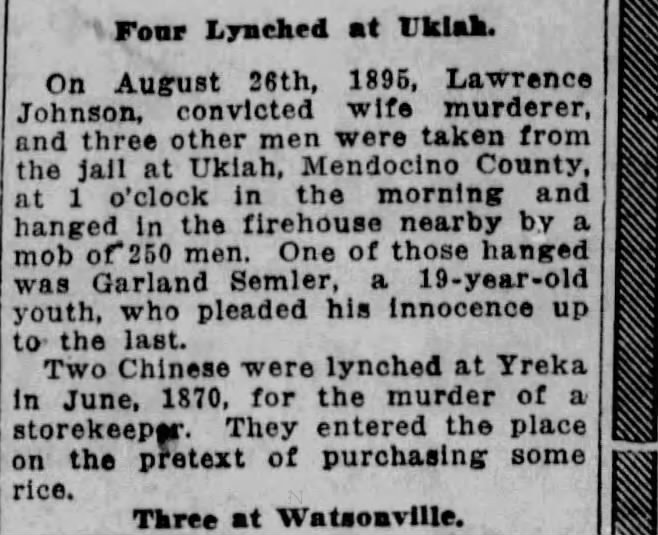 Four Lynched at Ukiah.
On August 26th, 1895, Lawrence
Johnson, convicted wife murderer,
and three other men were taken from
the jail at Ukiah, Mendocino County,
at 1 o'clock in the morning and
hanged in the firehouse nearby by a
mob of 250 men. One of those hanged
was Garland Semler, a 19-year-old
youth, who pleaded his innocence up
to the last.
Two Chinese were lynched at Yreka
in June, 1870, for the murder of a
storekeeper. They entered the place
on the pretext of purchasing some
rice.
Three at Watsonville.